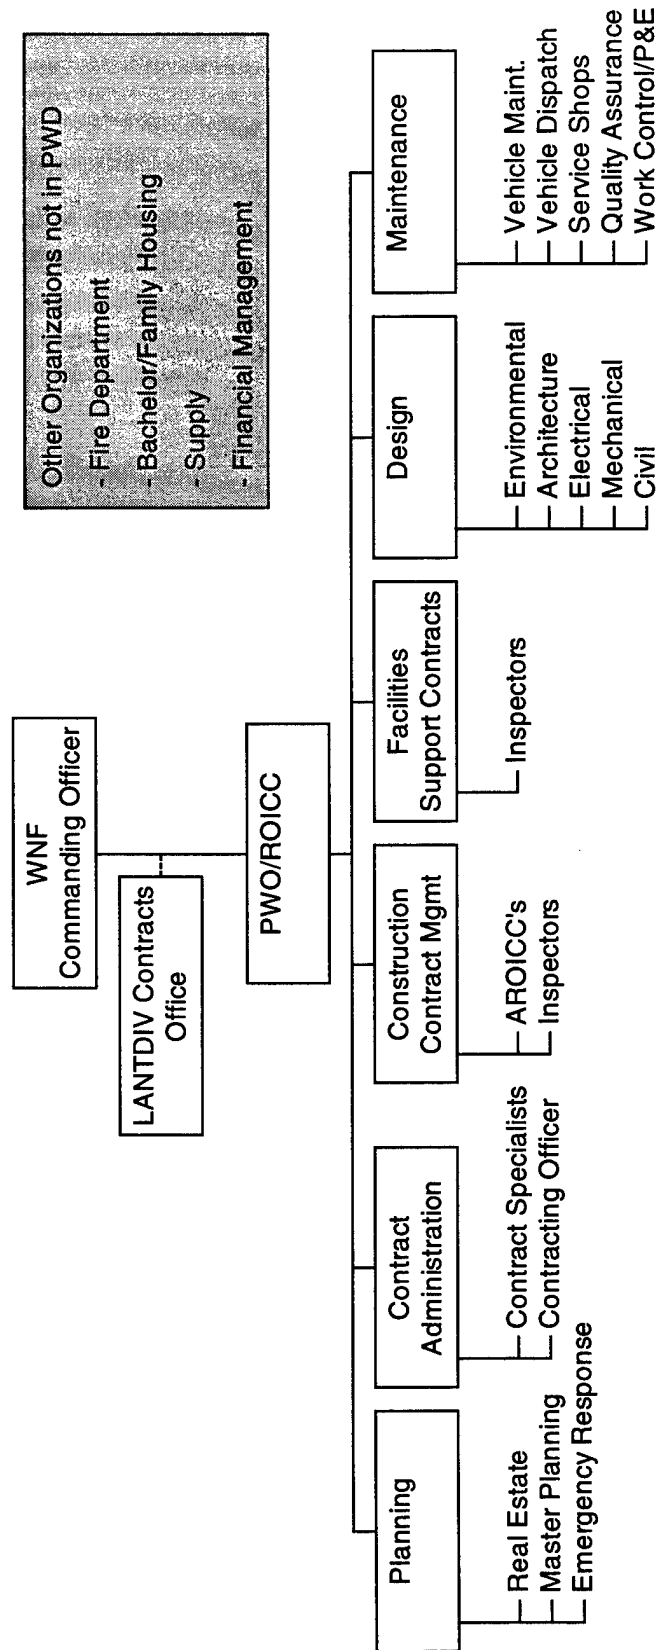 WNF
Commanding Officer
LANTDIV Contracts
Office
PWO/ROICC
Other Organizations not in PWD
- Fire Department
- Bachelor/Family Housing
- Supply
- Financial Management
Planning
Real Estate
Master Planning
Emergency Response
Contract
Administration
Contract Specialists
Contracting Officer
Construction
Contract Mgmt
AROICC's
Inspectors
Facilities
Support Contracts
Inspectors
Design
Environmental
Architecture
Electrical
Mechanical
Civil
Maintenance
Vehicle Maint.
Vehicle Dispatch
Service Shops
Quality Assurance
Work Control/P&E